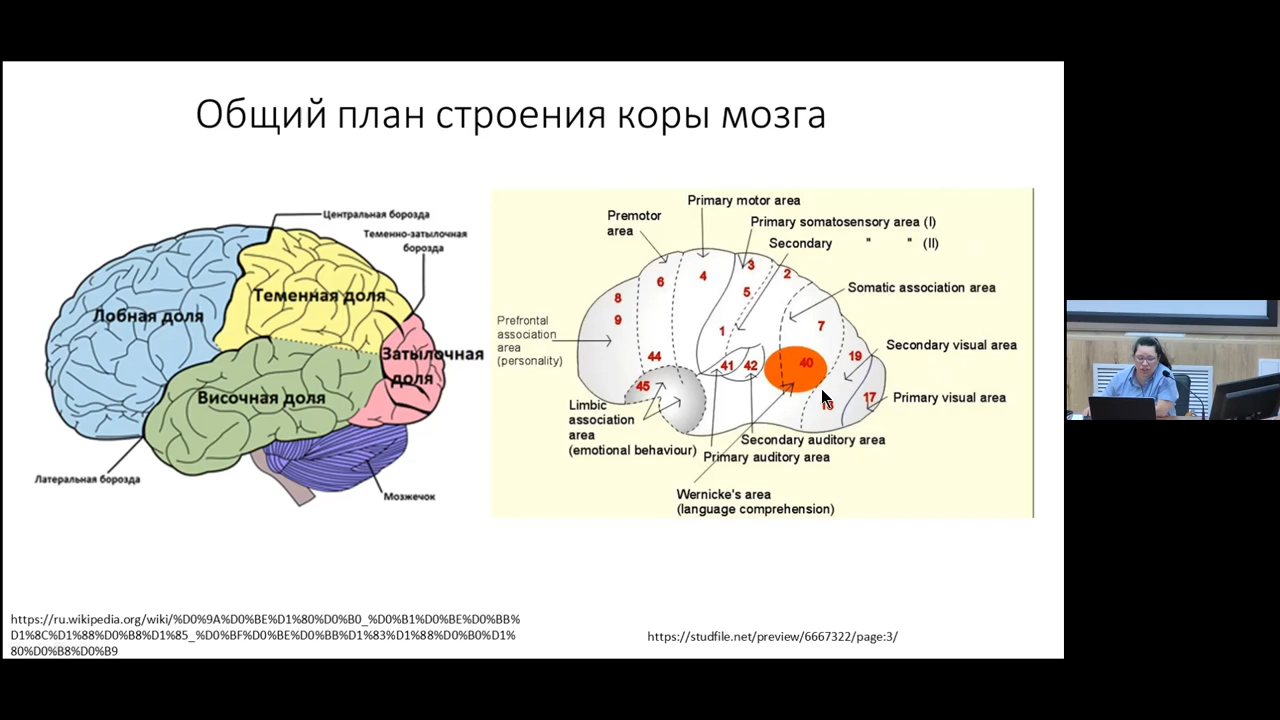 Общий план строения коры мозга
Центральная борозда
Теменно-затылочная
борозда
Теменная доля
Лобная доля
Затылочная
доля
Височная доля
Латеральная борозда
Мозжечок
Primary motor area
Premotor
area
Primary somatosensory area (I)
Secondary " " (II)
Somatic association area
Prefrontal
association
area
(personality)
Secondary visual area
Primary visual area
Limbic
association
area
(emotional behaviour)
Secondary auditory area
Primary auditory area
Wernicke's area
(language comprehension)
3
2
4
6
5
8
9
1
7
44
41
42
40
19
45
17
https://ru.wikipedia.org/wiki/%D0%9A%D0%BE%D1%80%D0%B0_%D0%B1%D0%BE%D0%BB%
D1%8C%D1%88%D0%B8%D1%85_%D0%BF%D0%BE%D0%BB%D1%83%D1%88%D0%B0%D1%
80%D0%B8%D0%B9
https://studfile.net/preview/6667322/page:3/